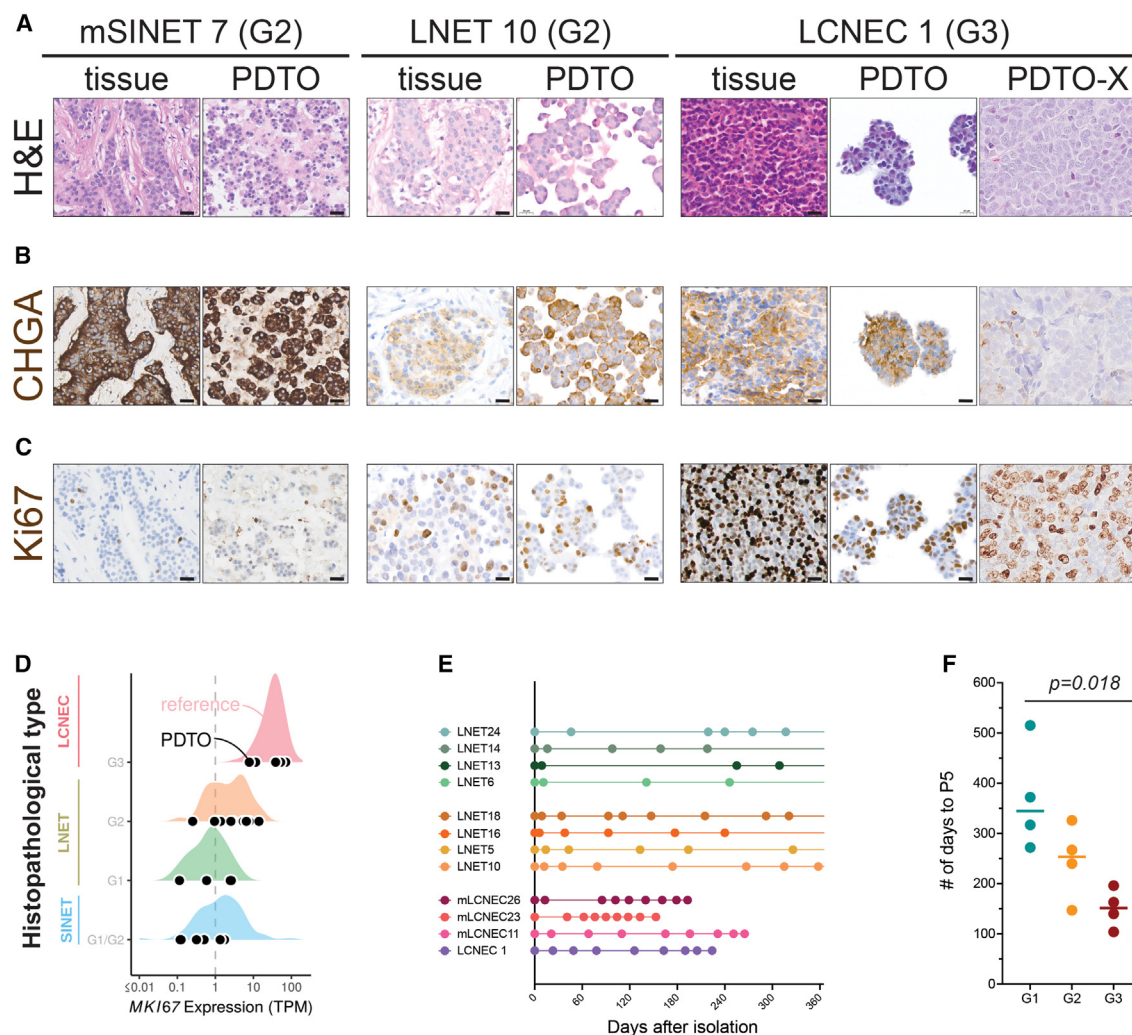 A
mSINET 7 (G2)
LNET 10 (G2)
LCNEC 1 (G3)
tissue
PDTO
tissue
PDTO
tissue
PDTO
PDTO-X
H&E
B
CHGA
C
Ki67
D
Histopathological type
LCNEC
LNET
SINET
reference
PDTO
G3
G2
G1
G1/G2
≤0.01
0.1
1
10
100
MKI67 Expression (TPM)
E
LNET24
LNET14
LNET13
LNET6
LNET18
LNET16
LNET5
LNET10
mLCNEC26
mLCNEC23
mLCNEC11
LCNEC 1
0
60
120
180
240
300
360
Days after isolation
F
# of days to P5
600
500
400
300
200
100
0
p=0.018
G1
G2
G3